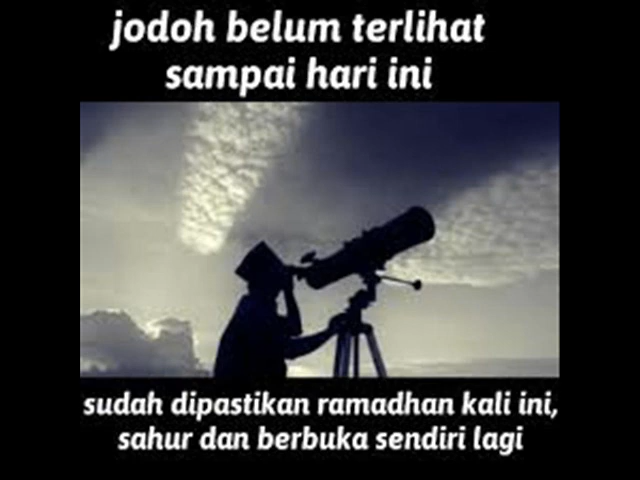 jodoh belum terlihat
sampai hari ini
sudah dipastikan ramadhan kali ini,
sahur dan berbuka sendiri lagi